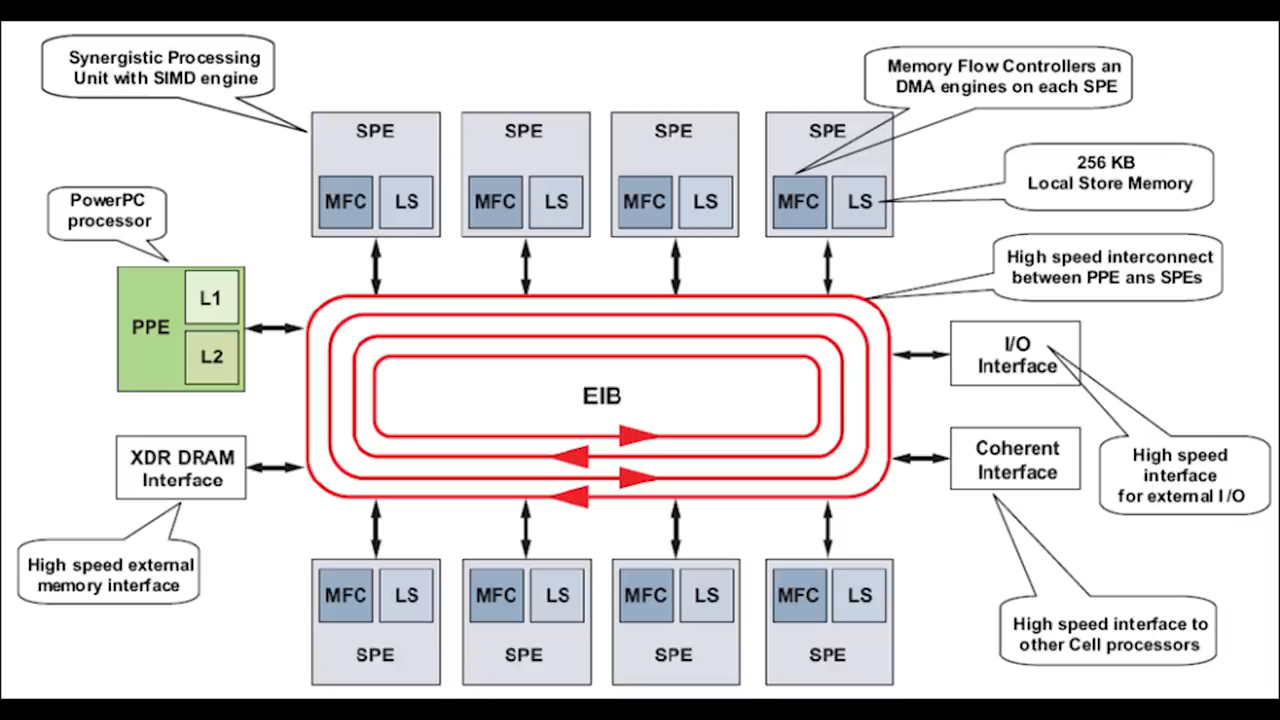 Synergistic Processing
Unit with SIMD engine
Memory Flow Controllers an
DMA engines on each SPE
SPE
SPE
SPE
SPE
MFC
LS
MFC
LS
MFC
LS
MFC
LS
256 KB
Local Store Memory
PowerPC
processor
High speed interconnect
between PPE ans SPEs
PPE
L1
L2
EIB
I/O
Interface
XDR DRAM
Interface
Coherent
Interface
High speed
interface
for external I/O
High speed external
memory interface
MFC
LS
MFC
LS
MFC
LS
MFC
LS
SPE
SPE
SPE
SPE
High speed interface to
other Cell processors